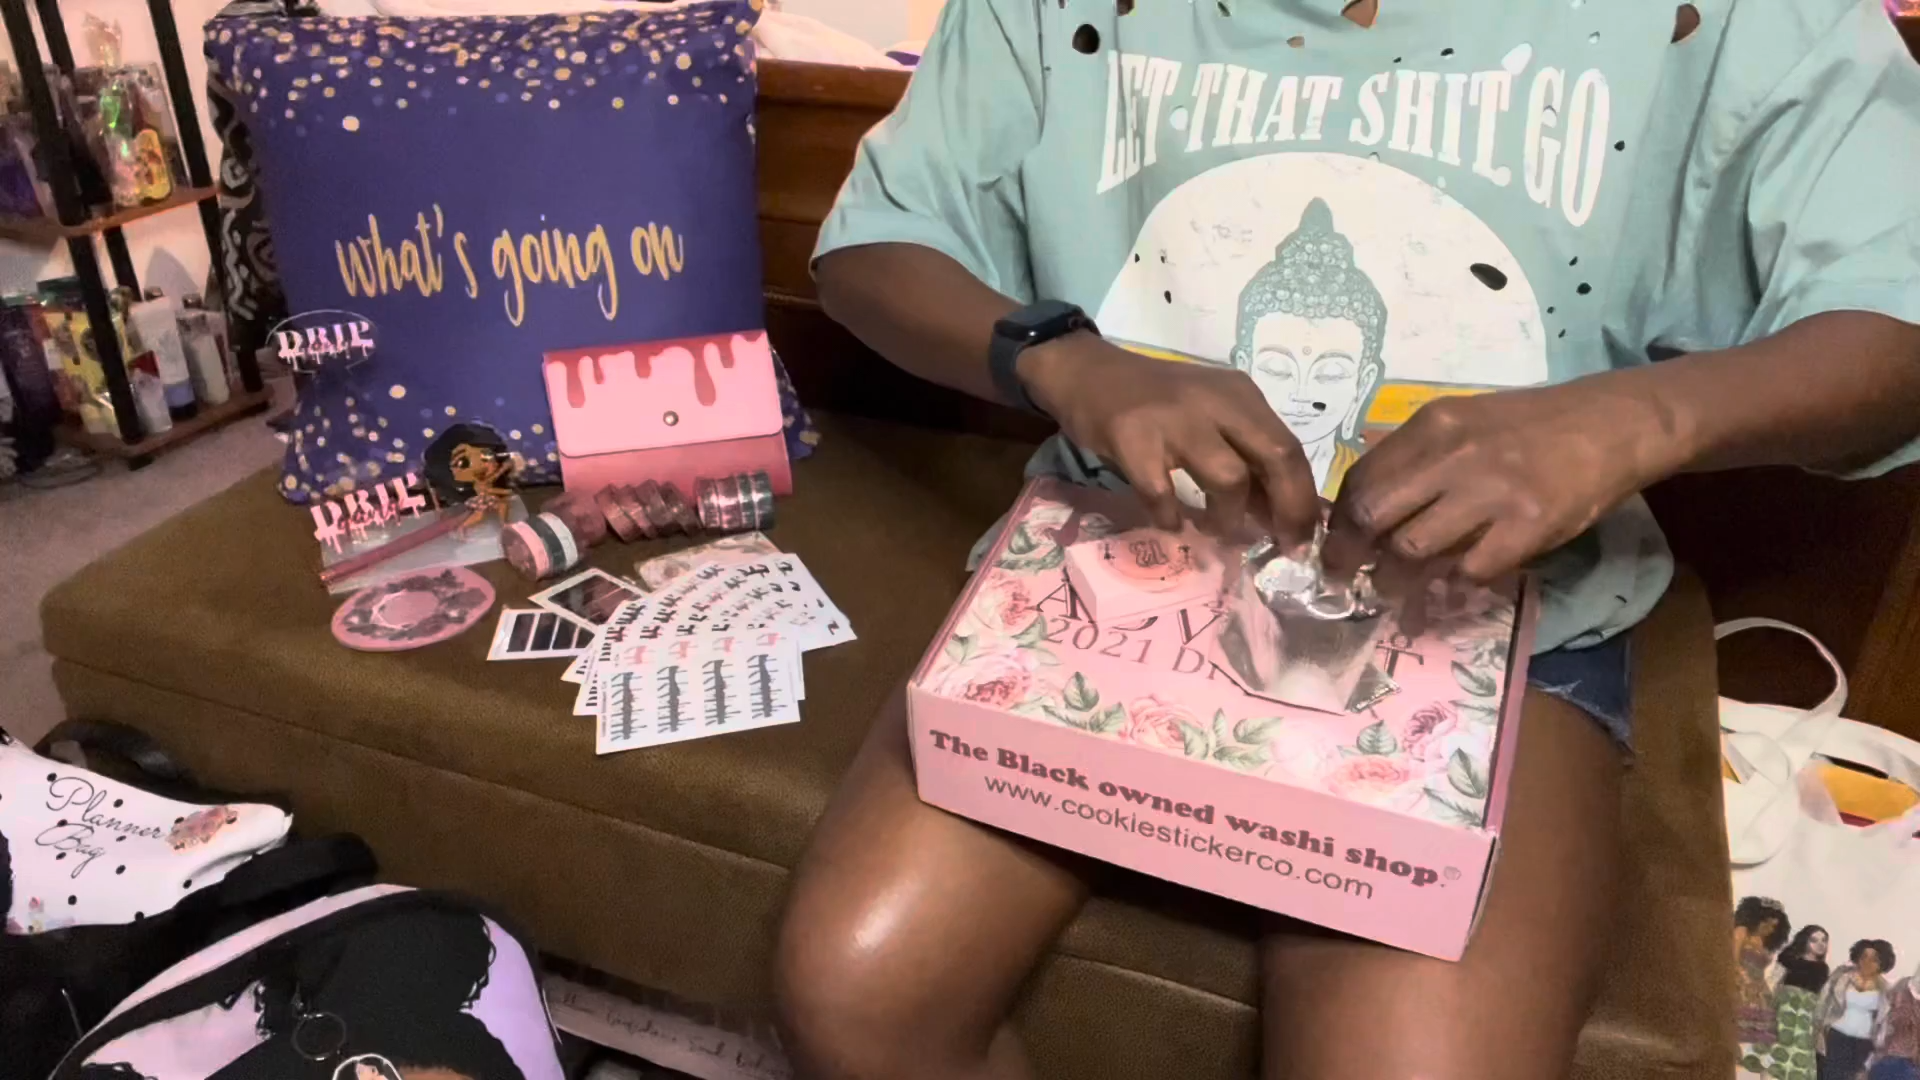 LET THAT SHIT GO
what's going on
DRIP
DRIP
2021 DR
The Black owned washi shop.
www.cookiestickerco.com
Planner
Bag